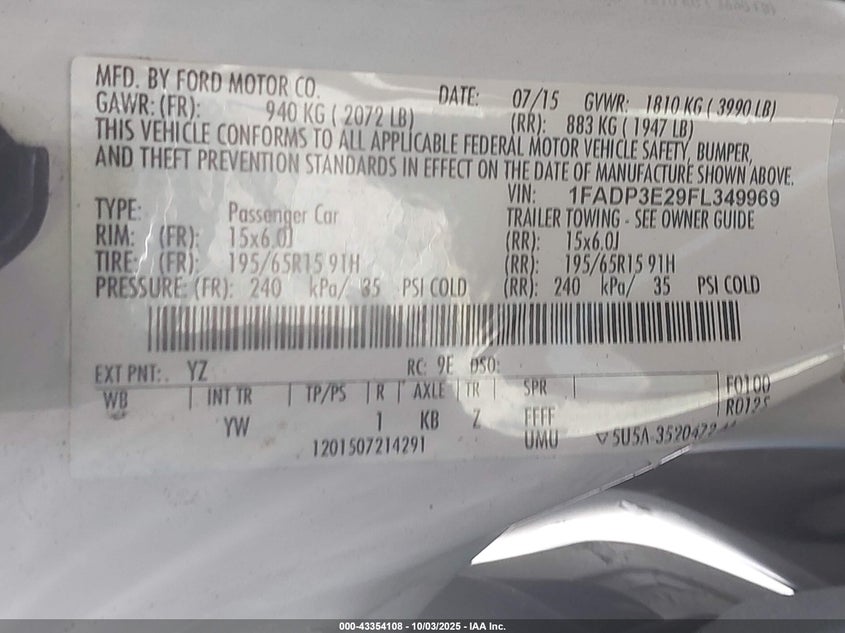 MFD. BY FORD MOTOR CO. DATE: 07/15 GVWR: 1810 KG ( 3990 LB)
GAWR: (FR): 940 KG ( 2072 LB) (RR): 883 KG ( 1947 LB)
THIS VEHICLE CONFORMS TO ALL APPLICABLE FEDERAL MOTOR VEHICLE SAFETY, BUMPER,
AND THEFT PREVENTION STANDARDS IN EFFECT ON THE DATE OF MANUFACTURE SHOWN ABOVE.
VIN: 1FADP3E29FL349969
TYPE: Passenger Car TRAILER TOWING - SEE OWNER GUIDE
RIM: (FR): 15x6.0J (RR): 15x6.0J
TIRE: (FR): 195/65R15 91H (RR): 195/65R15 91H
PRESSURE: (FR): 240 kPa/ 35 PSI COLD (RR): 240 kPa/ 35 PSI COLD
EXT PNT: YZ RC: 9E DSO:
WB INT TR TP/PS R AXLE TR SPR F0100
YW 1 KB Z FFFF R0125
1201507214291 UMU 5U5A-3520472
000-43354108 - 10/03/2025 - IAA Inc.